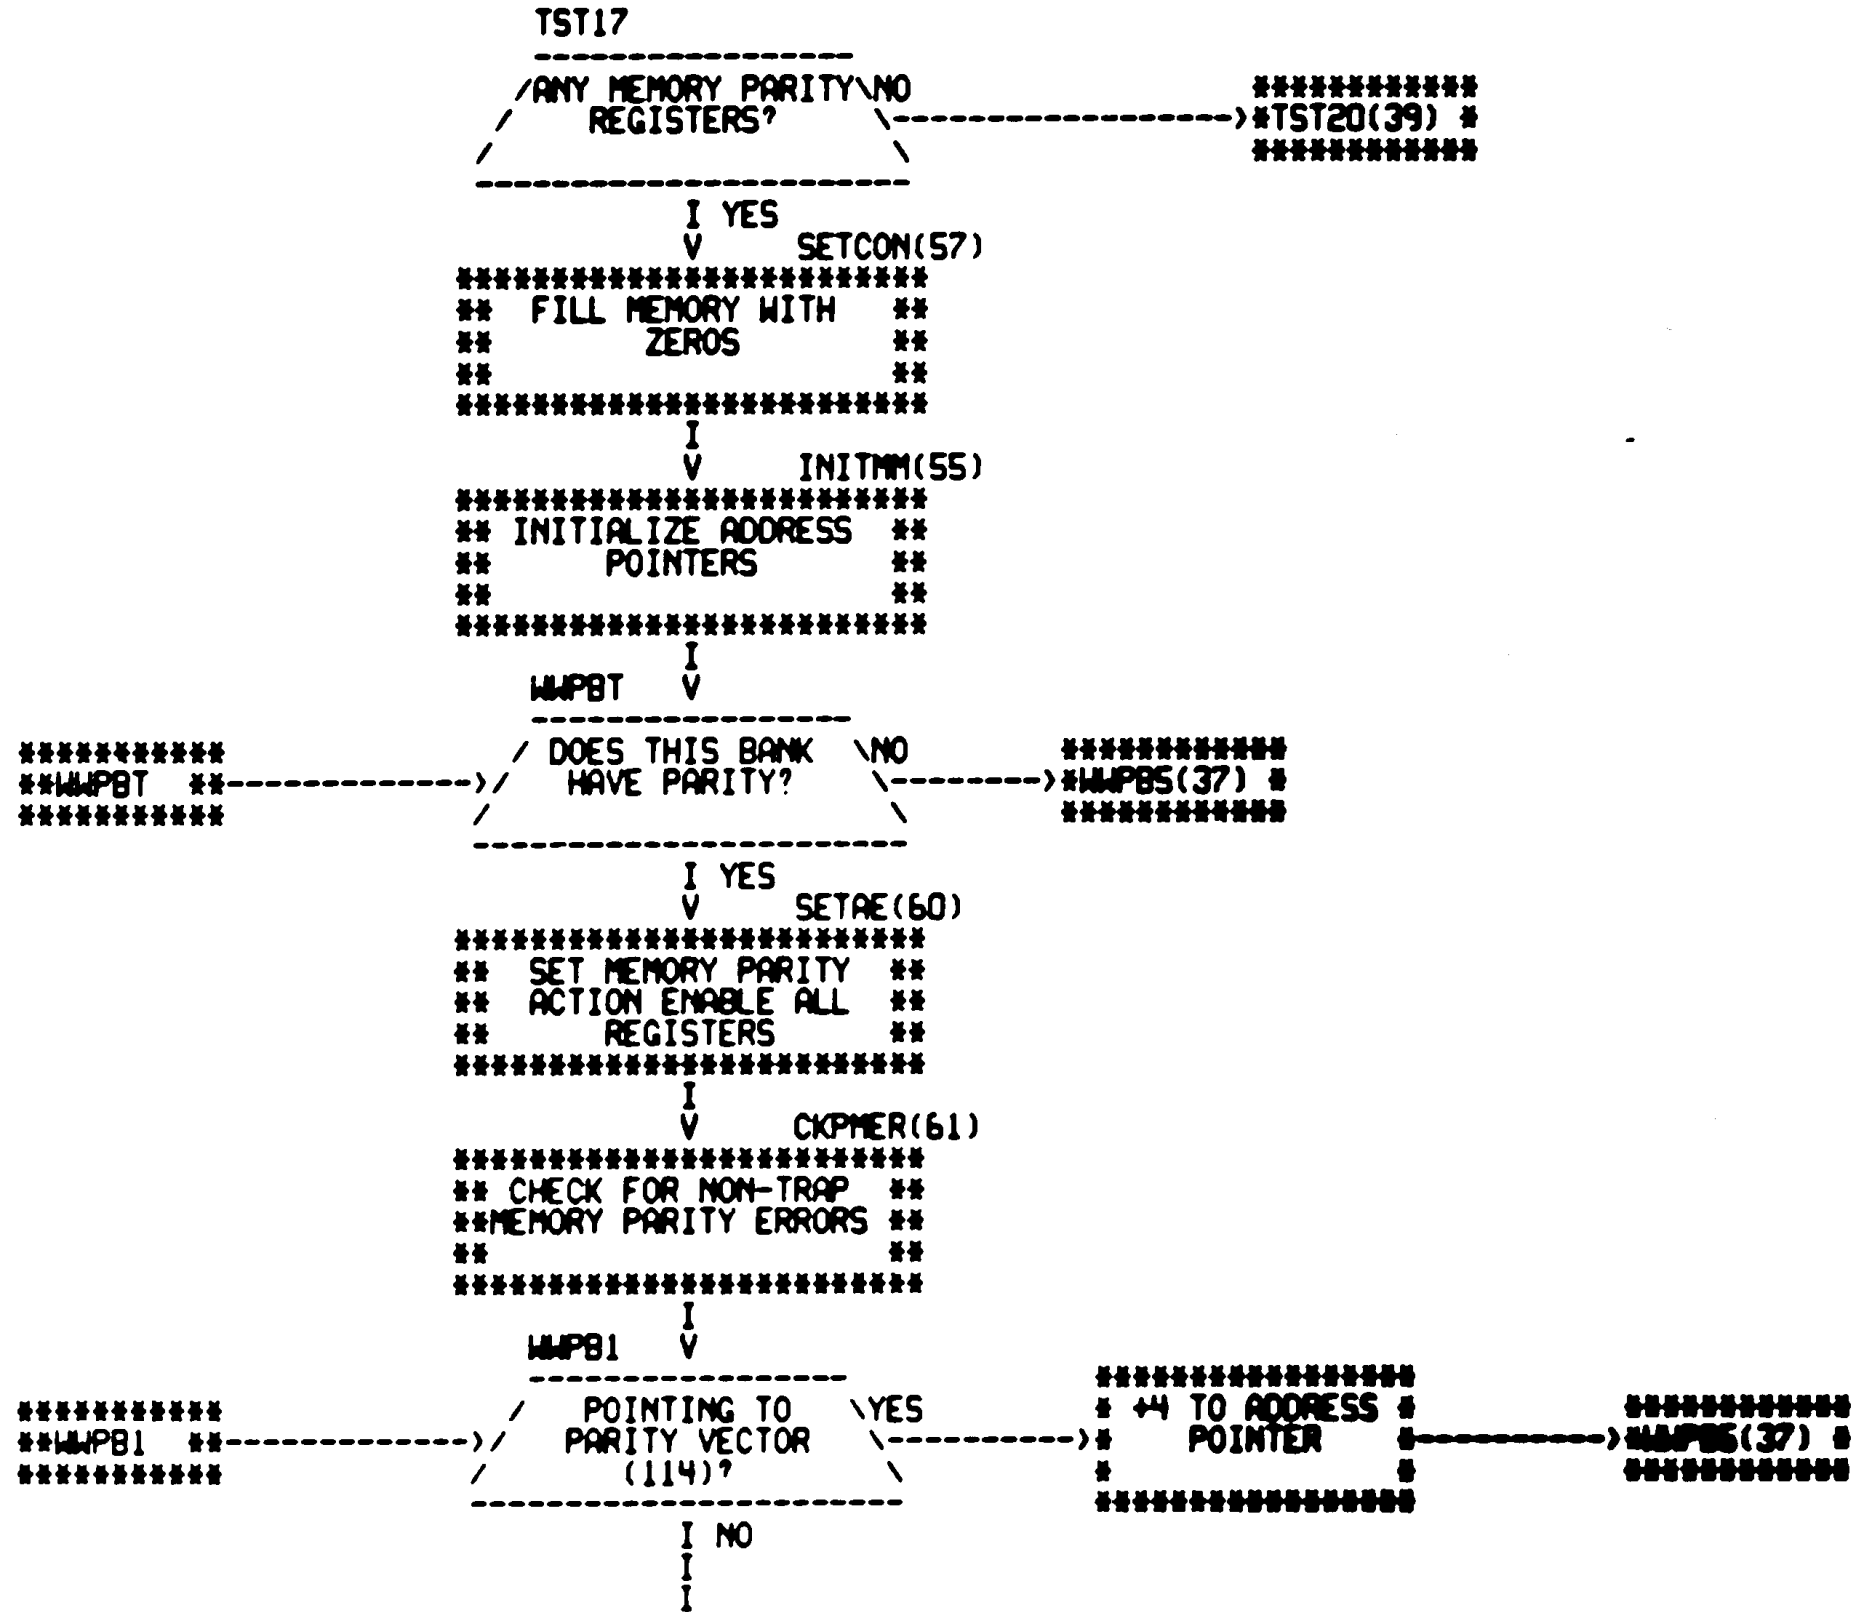 TST17
ANY MEMORY PARITY NO
REGISTERS?
*TST20(39) *
I YES
V SETCON(57)
** FILL MEMORY WITH **
** ZEROS **
I
V INITMM(55)
** INITIALIZE ADDRESS **
** POINTERS **
I
WWPBT V
DOES THIS BANK NO
HAVE PARITY?
**WWPBT **
*WWPBS(37) *
I YES
V SETAE(60)
** SET MEMORY PARITY **
** ACTION ENABLE ALL **
** REGISTERS **
I
V CKPMER(61)
** CHECK FOR NON-TRAP **
**MEMORY PARITY ERRORS **
I
WWPB1 V
POINTING TO YES
PARITY VECTOR
(114)?
**WWPB1 **
* +4 TO ADDRESS *
* POINTER *
(37) *
I NO
I
I